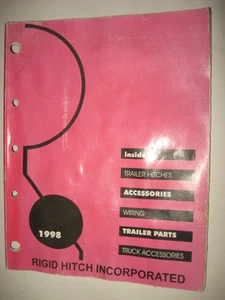 Inside
TRAILER HITCHES
ACCESSORIES
WIRING
TRAILER PARTS
TRUCK ACCESSORIES
1998
RIGID HITCH INCORPORATED